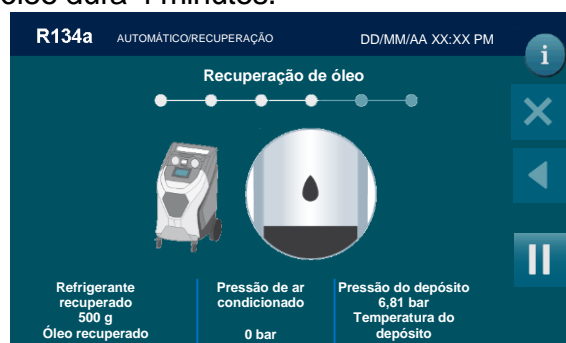 óleo dura 4 minutos.
R134a AUTOMÁTICO/RECUPERAÇÃO DD/MM/AA XX:XX PM
i
Recuperação de óleo
Refrigerante
recuperado
500 g
Óleo recuperado
Pressão de ar
condicionado
0 bar
Pressão do depósito
6,81 bar
Temperatura do
depósito